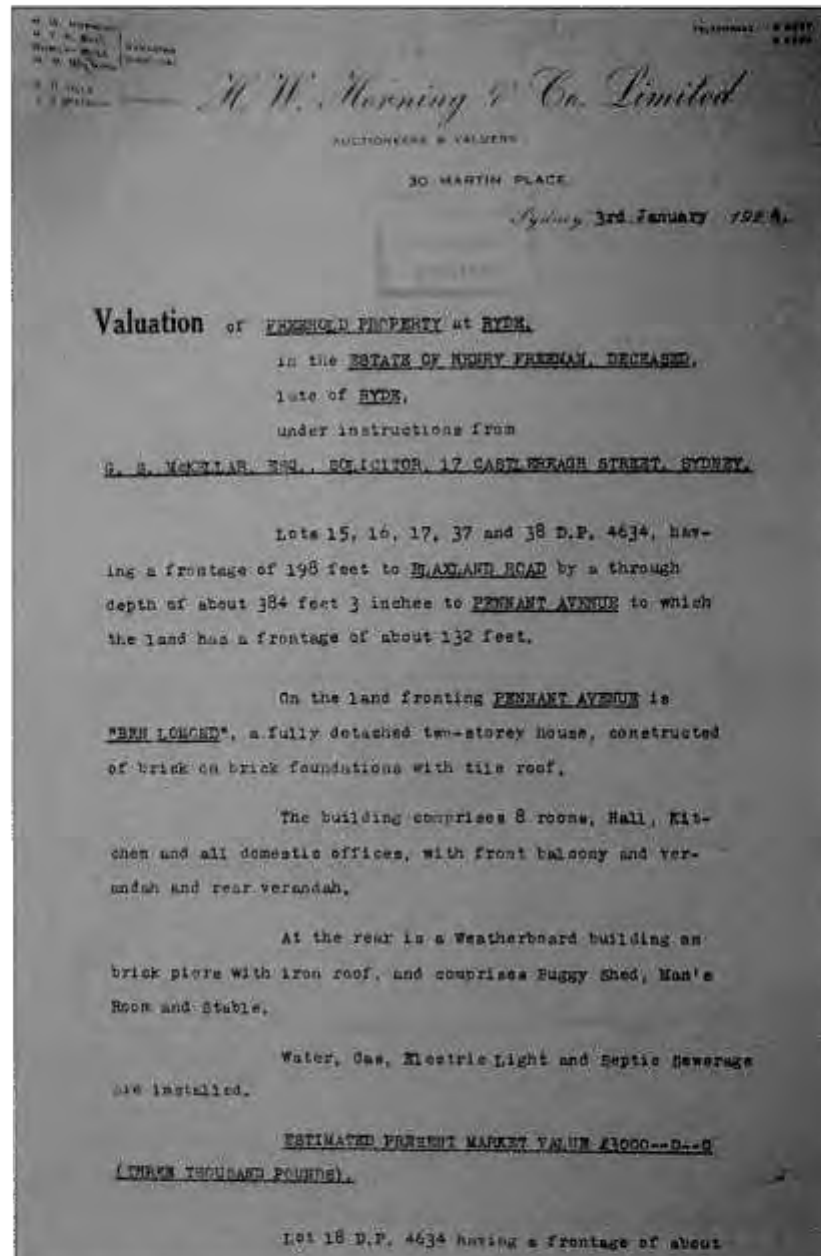 H. W. Horning & Co. Limited
AUCTIONEERS & VALUERS
30 MARTIN PLACE
Sydney 3rd January
Valuation of FREEHOLD PROPERTY at RYDE,
in the ESTATE OF HENRY FREEMAN, DECEASED,
late of RYDE,
under instructions from
G. S. McKELLAR, ESQ., SOLICITOR, 17 CASTLEREAGH STREET, SYDNEY.
Lots 15, 16, 17, 37 and 38 D.P. 4634, hav-
ing a frontage of 198 feet to BLAXLAND ROAD by a through
depth of about 384 feet 3 inches to PENNANT AVENUE to which
the land has a frontage of about 132 feet.
On the land fronting PENNANT AVENUE is
"BEN LOMOND", a fully detached two-storey house, constructed
of brick on brick foundations with tile roof.
The building comprises 8 rooms, Hall, Kit-
chen and all domestic offices, with front balcony and ver-
andah and rear verandah.
At the rear is a Weatherboard building on
brick piers with iron roof, and comprises Buggy Shed, Man's
Room and Stable.
Water, Gas, Electric Light and Septic Sewerage
are installed.
ESTIMATED PRESENT MARKET VALUE £3000--0--0
(THREE THOUSAND POUNDS).
Lot 18 D.P. 4634 having a frontage of about